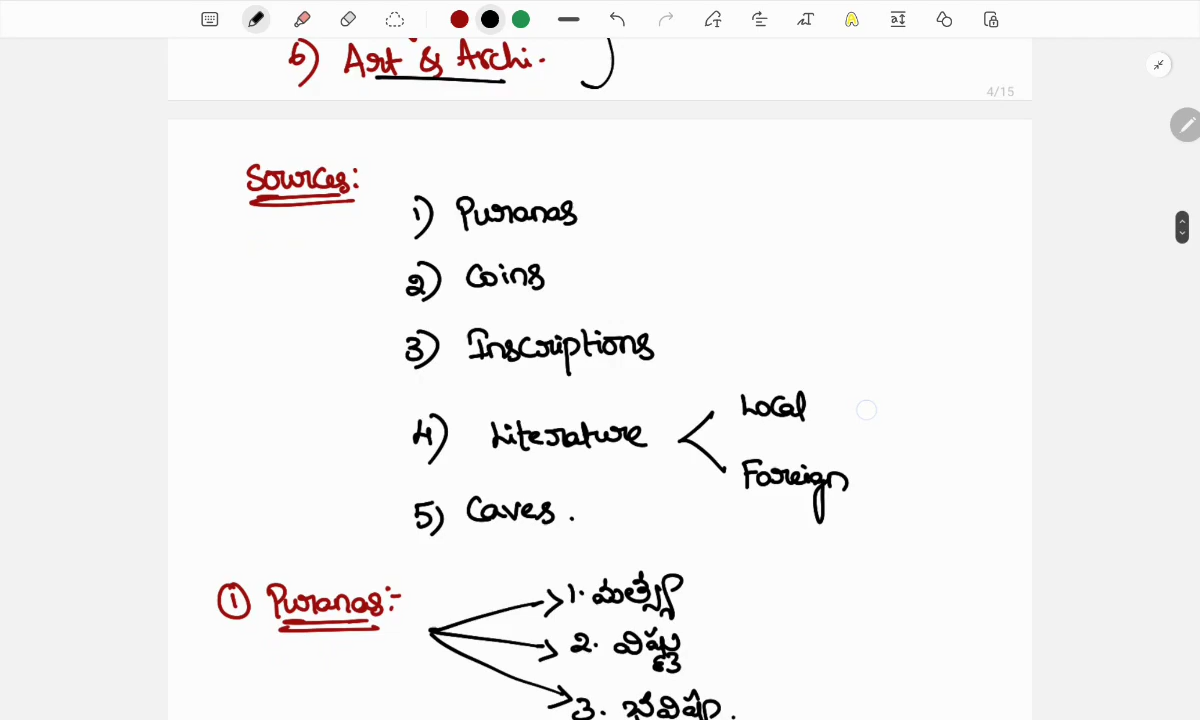 6) Art & Archi.
4/15
Sources:
1) Puranas
2) Coins
3) Inscriptions
4) Literature
Local
Foreign
5) Caves.
① Puranas:-
1. మత్స్య
2. విష్ణు
3. భవిష్య.